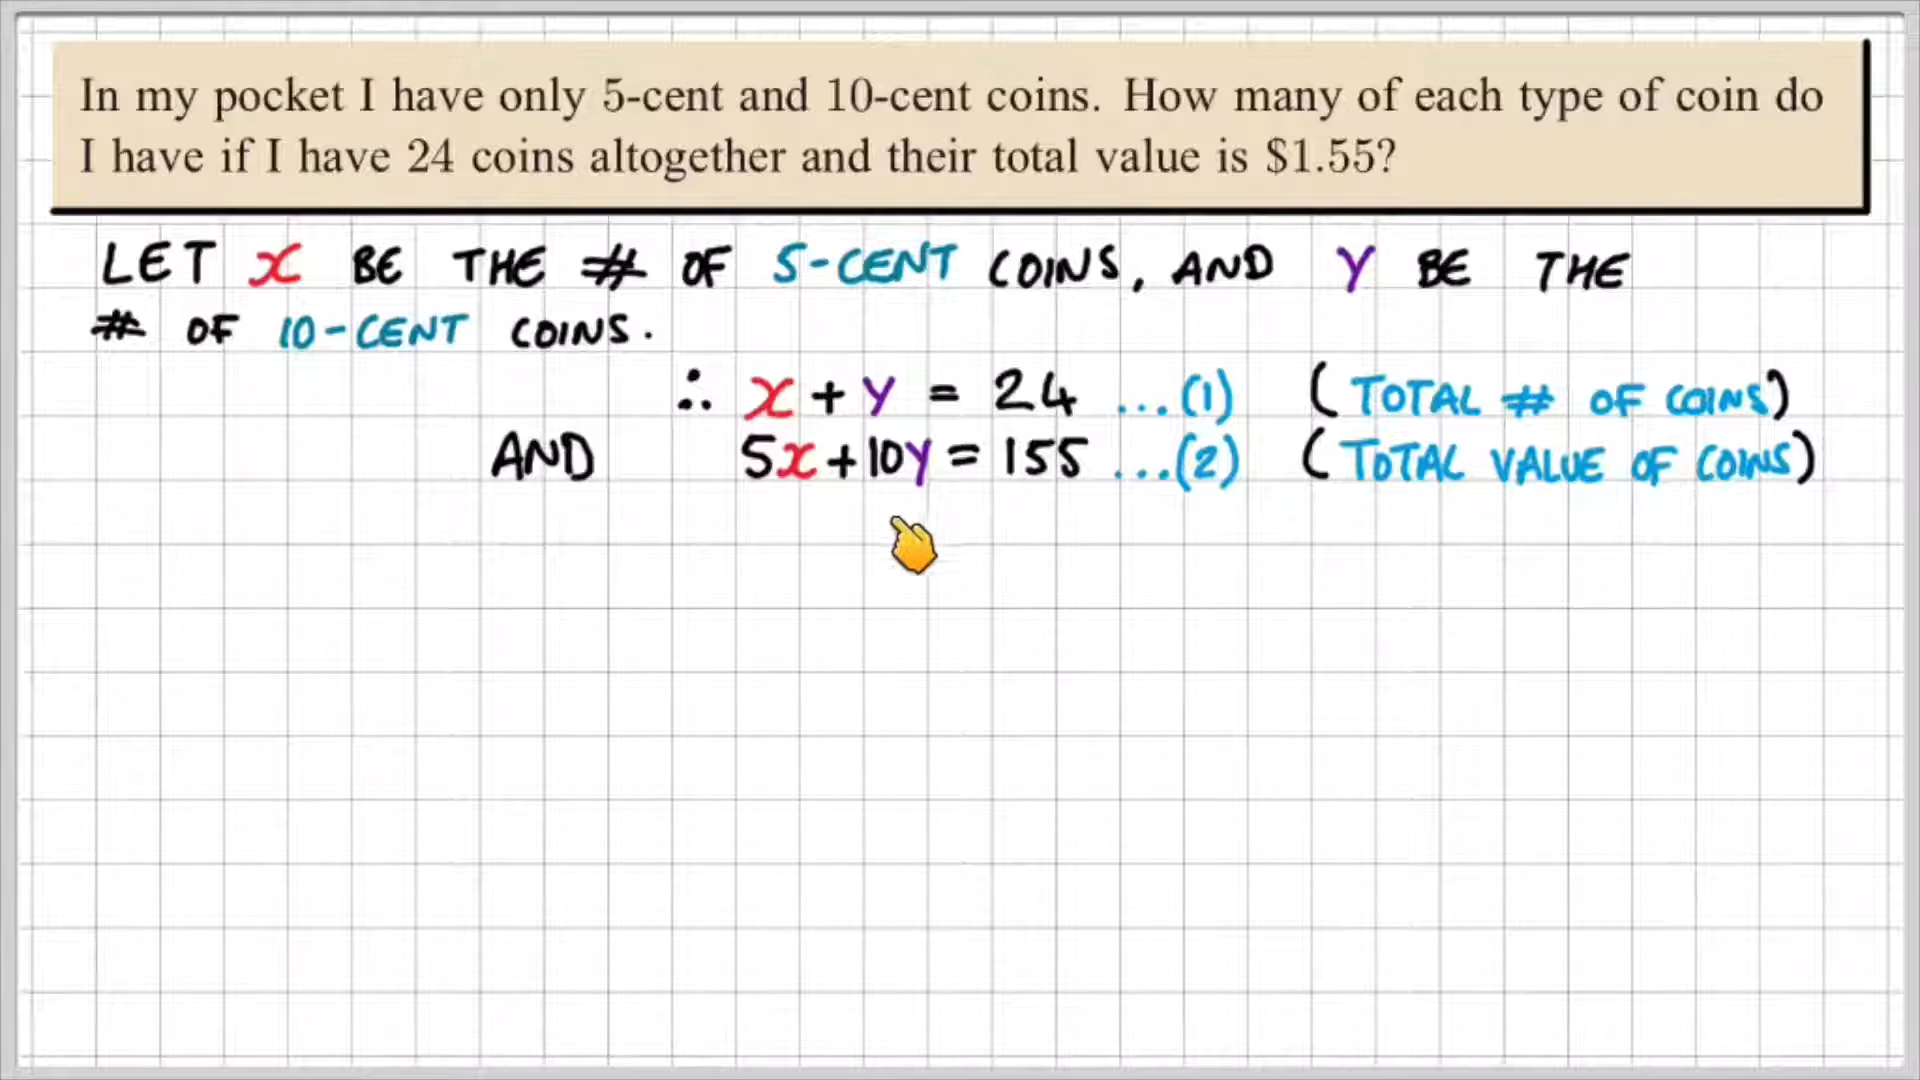 In my pocket I have only 5-cent and 10-cent coins. How many of each type of coin do
I have if I have 24 coins altogether and their total value is $1.55?
LET x BE THE # OF 5-CENT COINS, AND Y BE THE
# OF 10-CENT COINS.
∴ x + Y = 24 ...(1) (TOTAL # OF COINS)
AND 5x+10Y = 155 ...(2) (TOTAL VALUE OF COINS)